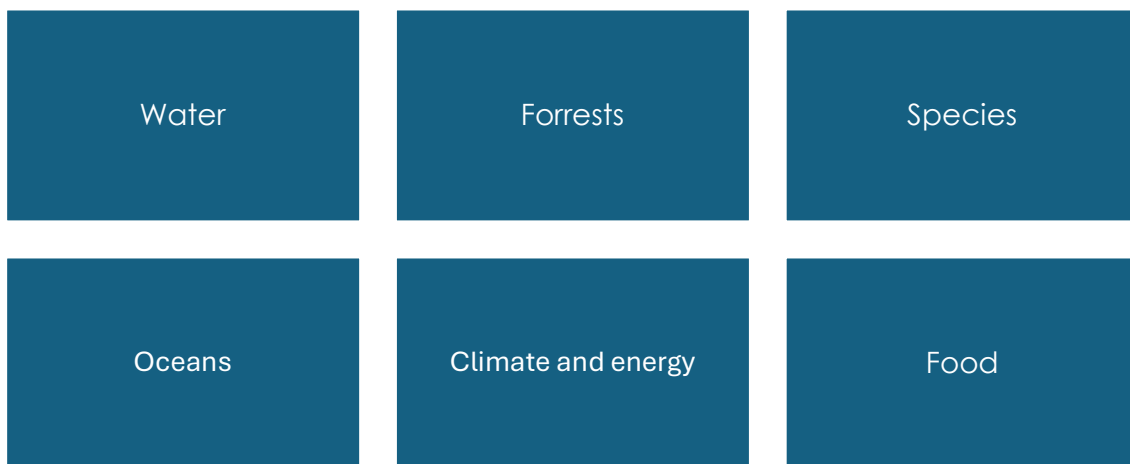 Water
Forrests
Species
Oceans
Climate and energy
Food